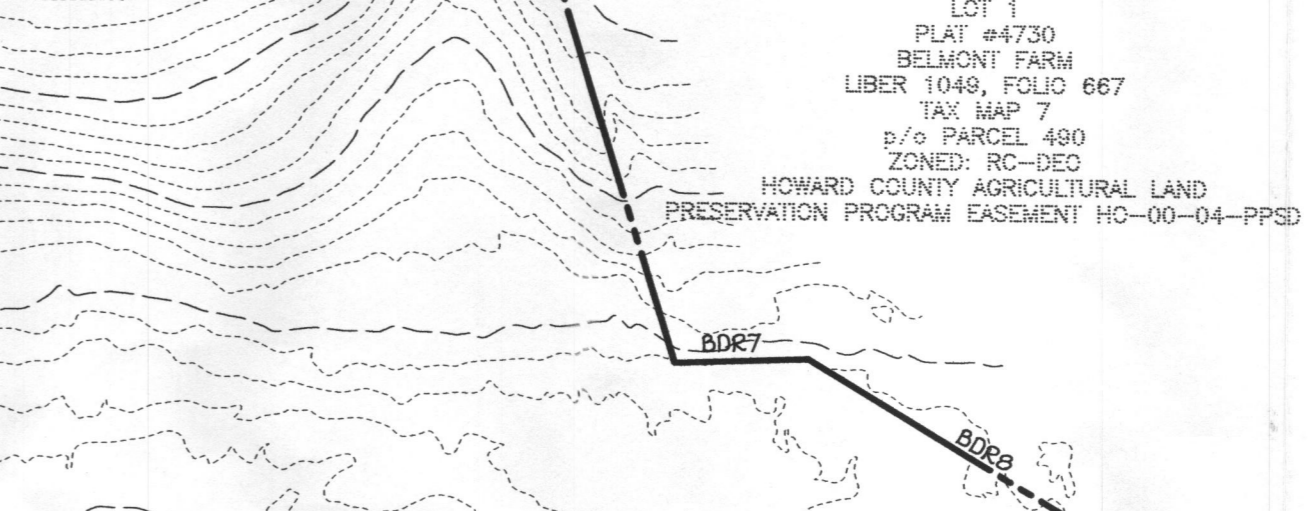 LOT 1
PLAT #4730
BELMONT FARM
LIBER 1049, FOLIO 667
TAX MAP 7
p/o PARCEL 490
ZONED: RC-DEO
HOWARD COUNTY AGRICULTURAL LAND
PRESERVATION PROGRAM EASEMENT HO-00-04-PPSD
BDR7
BDR8